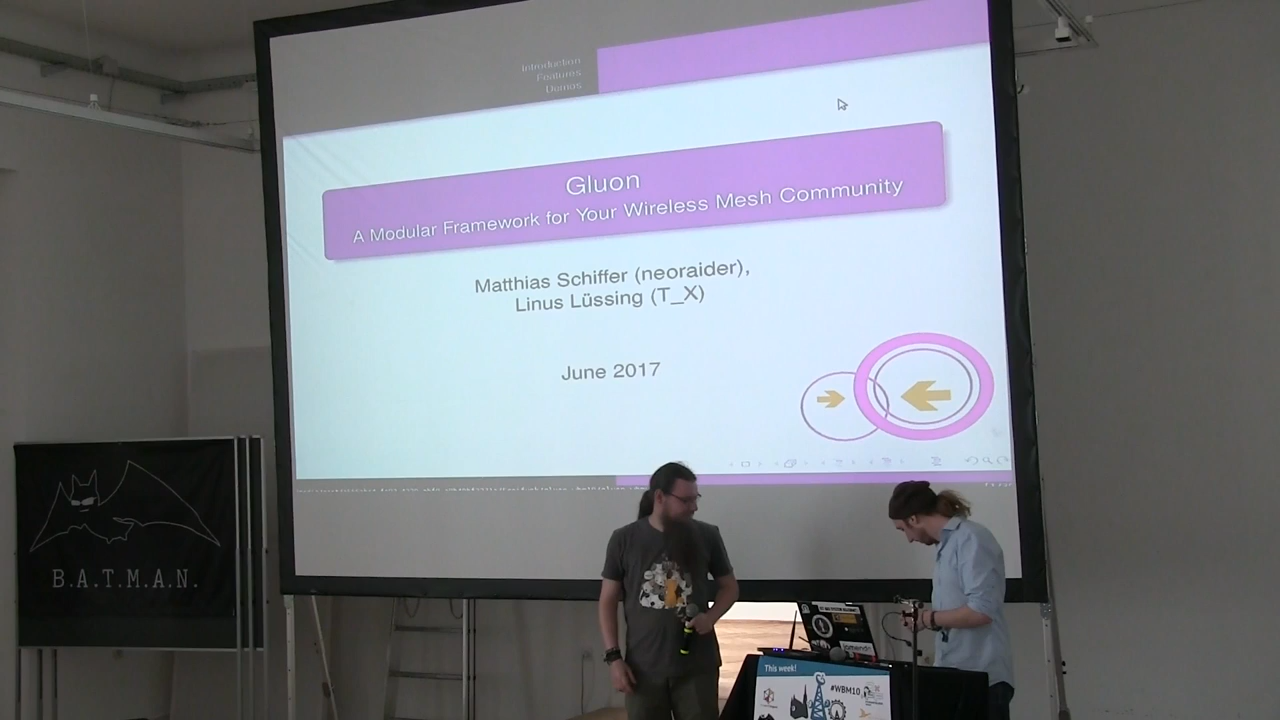 Introduction
Features
Demos
Gluon
A Modular Framework for Your Wireless Mesh Community
Matthias Schiffer (neoraider),
Linus Lüssing (T_X)
June 2017
B.A.T.M.A.N.
This week!
#WBM10